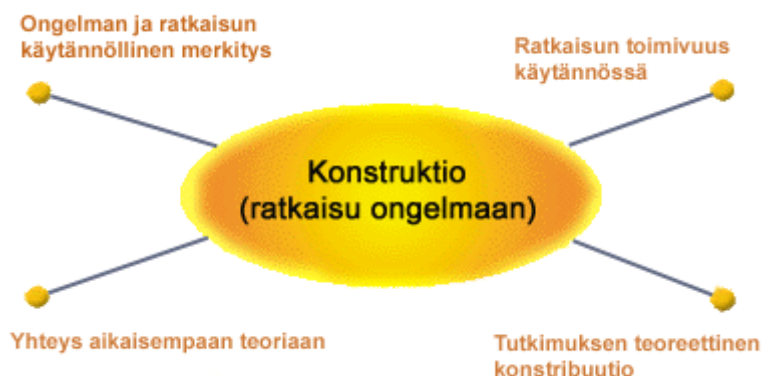 Ongelman ja ratkaisun
käytännöllinen merkitys
Ratkaisun toimivuus
käytännössä
Konstruktio
(ratkaisu ongelmaan)
Yhteys aikaisempaan teoriaan
Tutkimuksen teoreettinen
konstribuutio